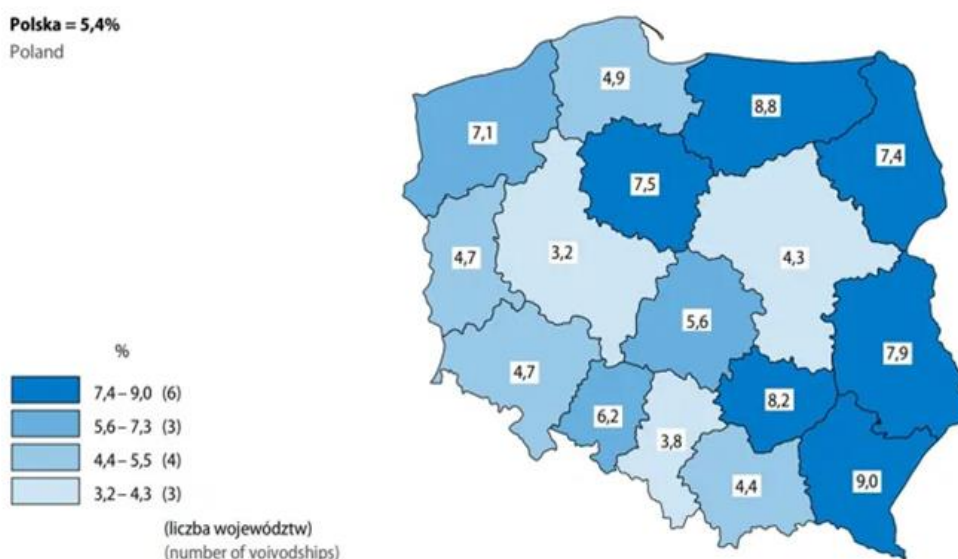 Polska = 5,4%
Poland
4,9
8,8
7,1
7,4
7,5
3,2
4,7
4,3
5,6
7,9
4,7
6,2
8,2
3,8
4,4
9,0
%
7,4 – 9,0 (6)
5,6 – 7,3 (3)
4,4 – 5,5 (4)
3,2 – 4,3 (3)
(liczba województw)
(number of voivodships)